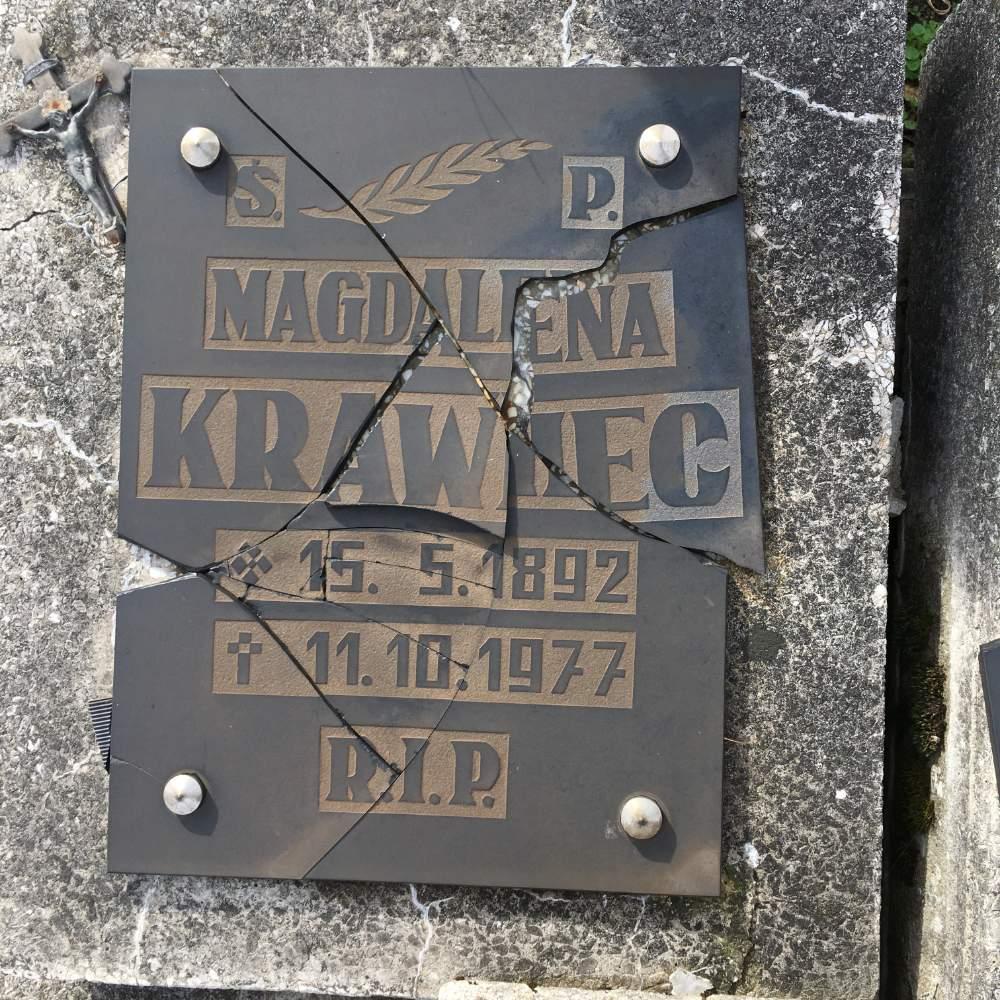 Ś. P.
MAGDALENA
KRAWIEC
15. 5. 1892
11. 10. 1977
R.I.P.